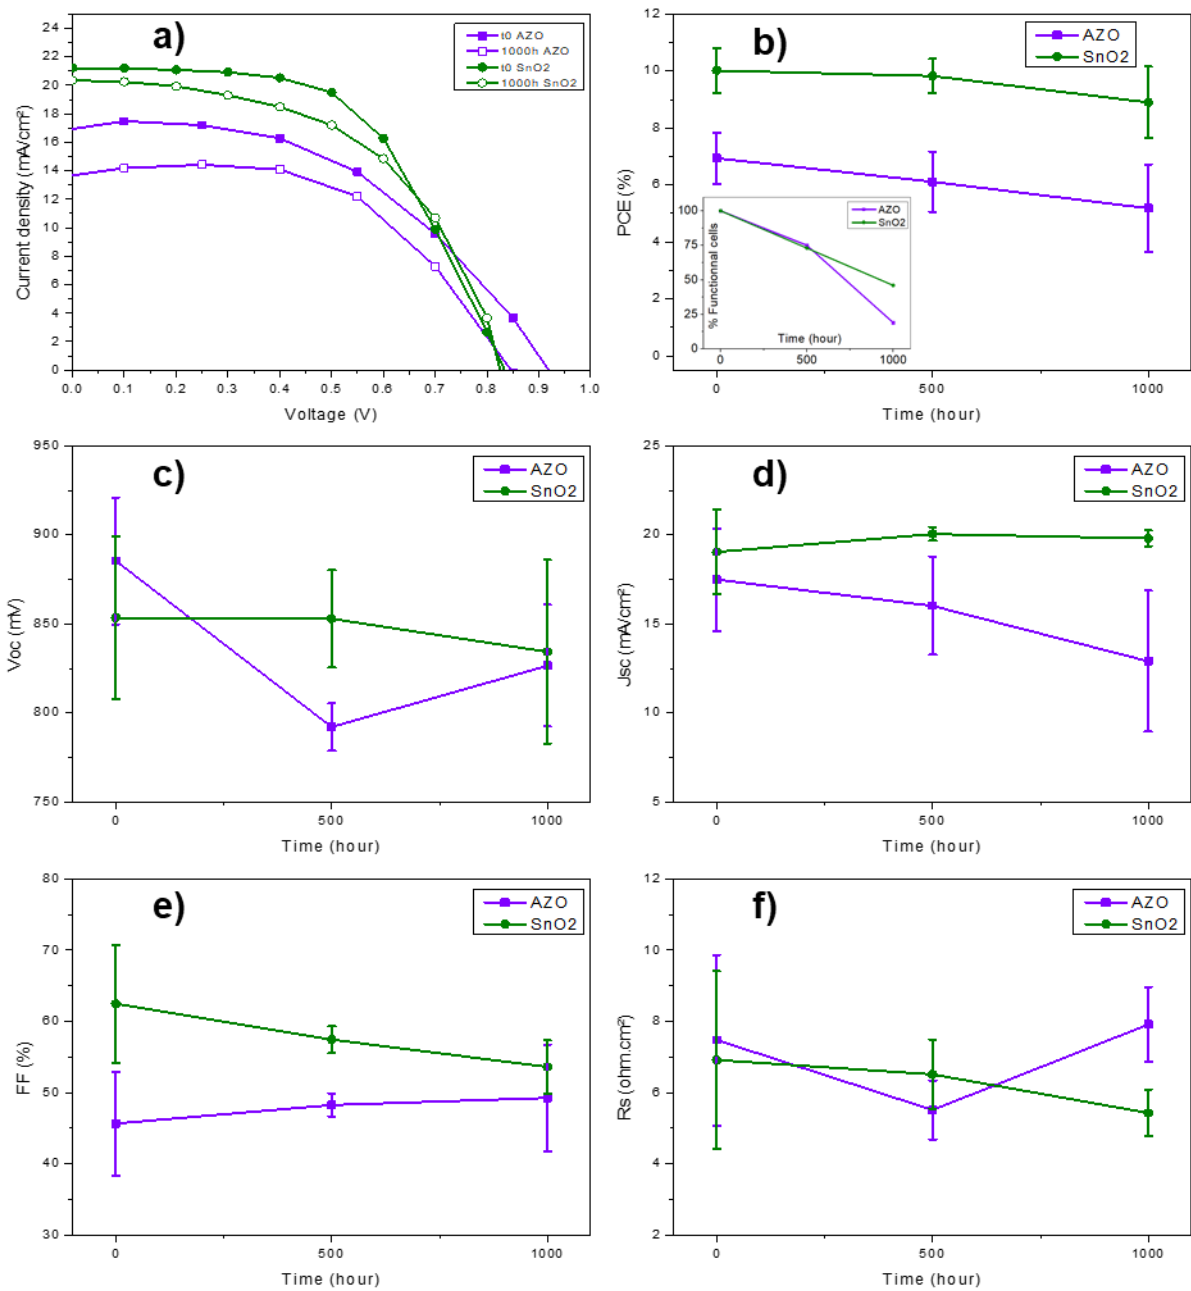 a)
t0 AZO
1000h AZO
t0 SnO2
1000h SnO2
Current density (mA/cm²)
24
22
20
18
16
14
12
10
8
6
4
2
0
0.0 0.1 0.2 0.3 0.4 0.5 0.6 0.7 0.8 0.9 1.0
Voltage (V)
b)
AZO
SnO2
PCE (%)
12
10
8
6
4
2
0
0 500 1000
Time (hour)
AZO
SnO2
% Functionnal cells
100
75
50
25
0
Time (hour)
0 500 1000
c)
AZO
SnO2
Voc (mV)
950
900
850
800
750
0 500 1000
Time (hour)
d)
AZO
SnO2
Jsc (mA/cm²)
25
20
15
10
5
0 500 1000
Time (hour)
e)
AZO
SnO2
FF (%)
80
70
60
50
40
30
0 500 1000
Time (hour)
f)
AZO
SnO2
Rs (ohm.cm²)
12
10
8
6
4
2
0 500 1000
Time (hour)